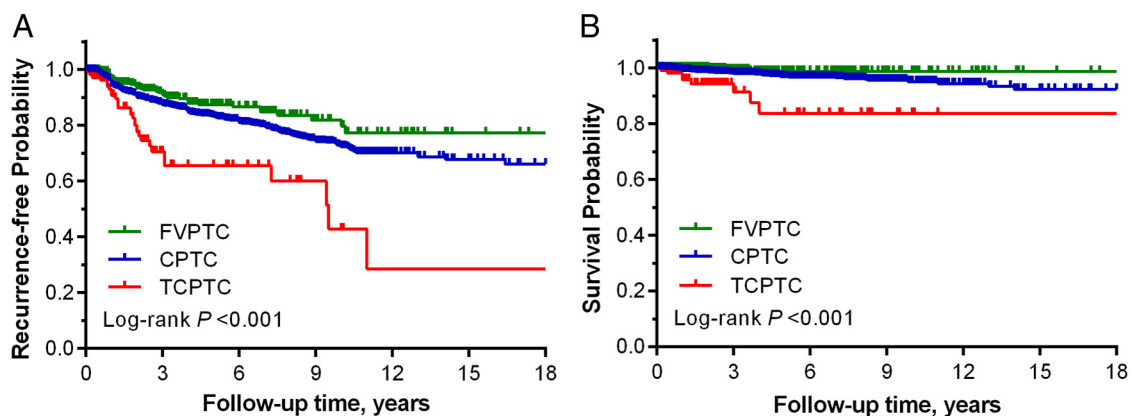 A
Recurrence-free Probability
1.0
0.8
0.6
0.4
0.2
0.0
FVPTC
CPTC
TCPTC
Log-rank P <0.001
0 3 6 9 12 15 18
Follow-up time, years
B
Survival Probability
1.0
0.8
0.6
0.4
0.2
0.0
FVPTC
CPTC
TCPTC
Log-rank P <0.001
0 3 6 9 12 15 18
Follow-up time, years